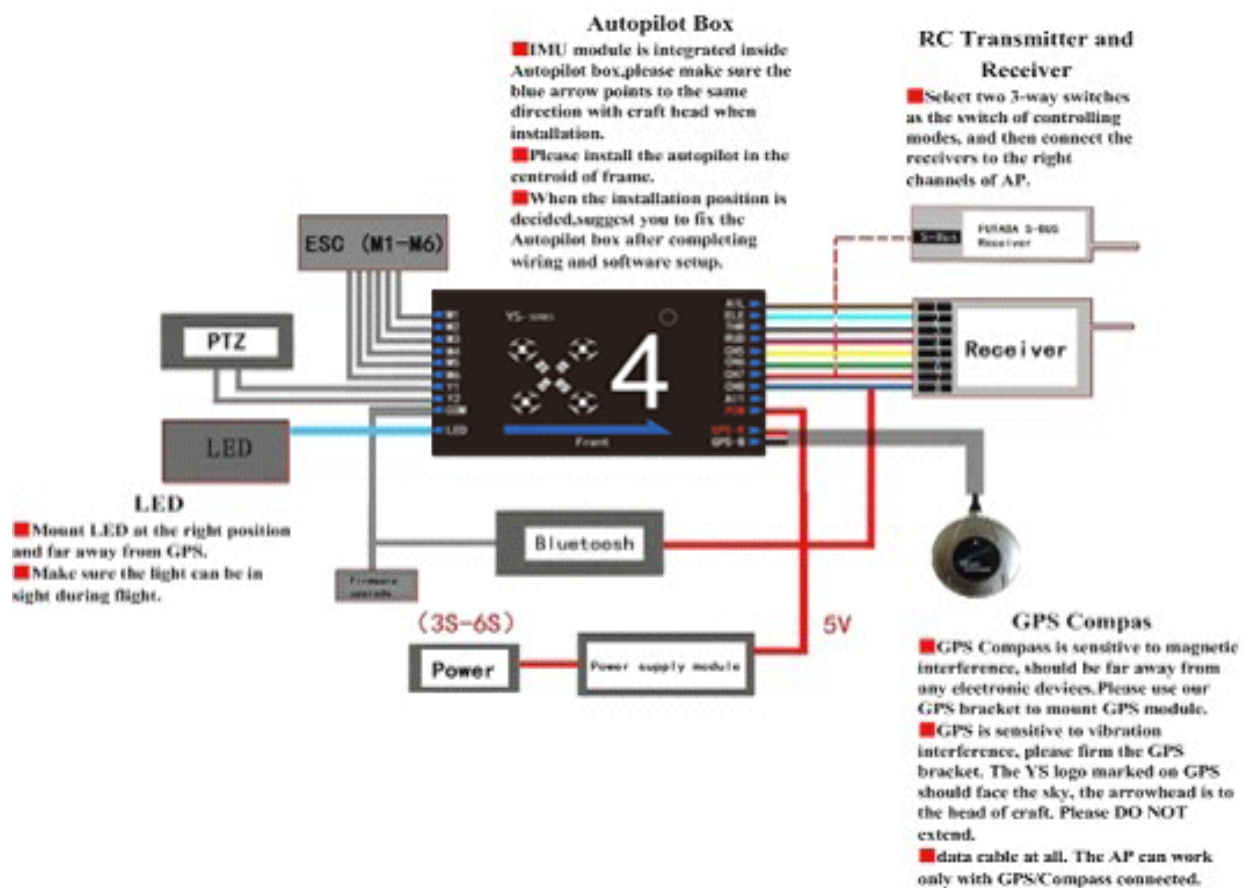 Autopilot Box
IMU module is integrated inside
Autopilot box,please make sure the
blue arrow points to the same
direction with craft head when
installation.
Please install the autopilot in the
centroid of frame.
When the installation position is
decided,suggest you to fix the
Autopilot box after completing
wiring and software setup.
RC Transmitter and
Receiver
Select two 3-way switches
as the switch of controlling
modes, and then connect the
receivers to the right
channels of AP.
S-Bus
FUTABA S-BUS
Receiver
ESC (M1-M6)
PTZ
LED
M1
M2
M3
M4
M5
M6
Y1
Y2
COM
LED
YS-
4
Front
AIL
ELE
THR
RUD
CH5
CH6
CH7
CH8
AU1
POW
GPS-R
GPS-B
Receiver
LED
Mount LED at the right position
and far away from GPS.
Make sure the light can be in
sight during flight.
Bluetoosh
Firmware
upgrade
(3S-6S)
Power
Power supply module
5V
GPS Compas
GPS Compass is sensitive to magnetic
interference, should be far away from
any electronic devices.Please use our
GPS bracket to mount GPS module.
GPS is sensitive to vibration
interference, please firm the GPS
bracket. The YS logo marked on GPS
should face the sky, the arrowhead is to
the head of craft. Please DO NOT
extend.
data cable at all. The AP can work
only with GPS/Compass connected.